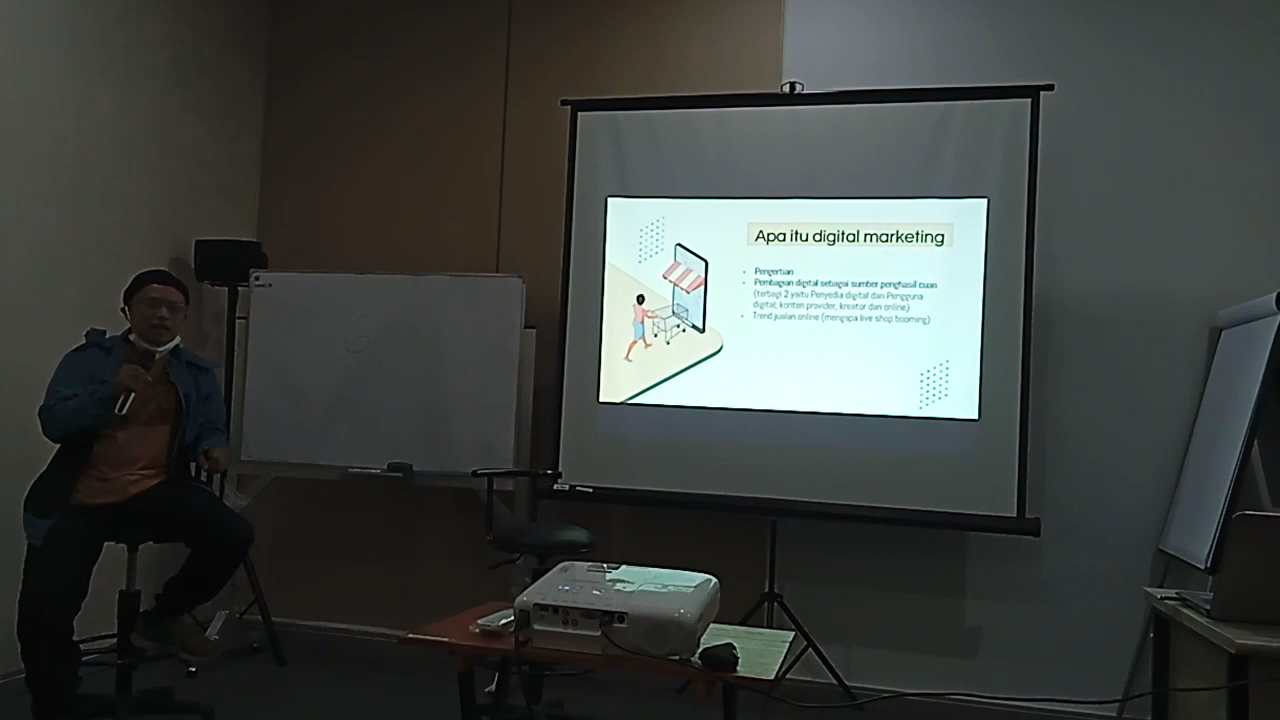 Apa itu digital marketing
- Pengertian
- Pembagian digital sebagai sumber penghasil cuan
(terbagi 2 yaitu Penyedia digital dan Pengguna
digital, konten provider, kreator dan online)
- Trend jualan online (mengapa live shop booming)